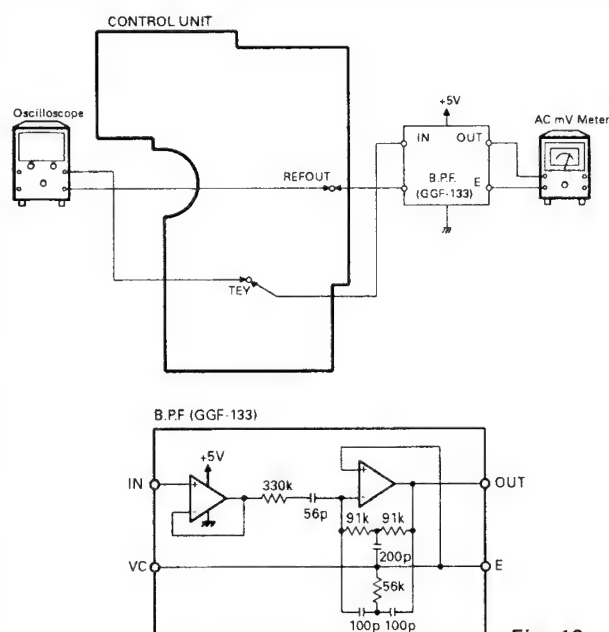 CONTROL UNIT
Oscilloscope
+5V
AC mV Meter
IN OUT
REFOUT
B.P.F. E
(GGF-133)
TEY
B.P.F (GGF-133)
+5V
IN
+
-
330k
56p
+
-
OUT
91k 91k
200p
VC
E
56k
100p 100p